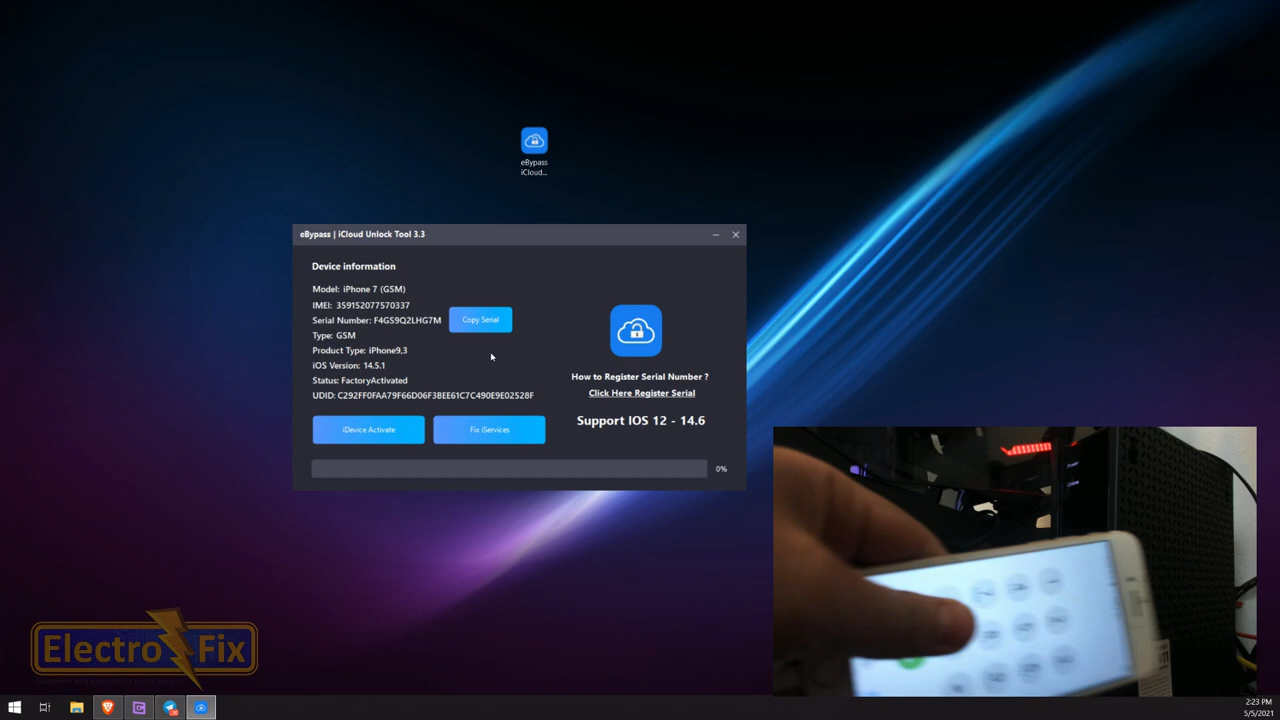 eBypass
iCloud...
eBypass | iCloud Unlock Tool 3.3
Device information
Model: iPhone 7 (GSM)
IMEI: 359152077570337
Serial Number: F4GS9Q2LHG7M
Copy Serial
Type: GSM
Product Type: iPhone9,3
iOS Version: 14.5.1
Status: FactoryActivated
UDID: C292FF0FAA79F66D06F3BEE61C7C490E9E02528F
How to Register Serial Number ?
Click Here Register Serial
Support IOS 12 - 14.6
iDevice Activate
Fix iServices
0%
Electro Fix
2:23 PM
5/5/2021